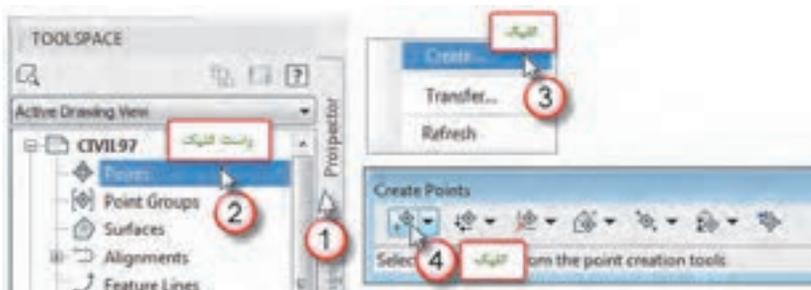 TOOLSPACE
Active Drawing View
CIVIL97
راست کلیک
Points
2
Point Groups
Surfaces
Alignments
Feature Lines
Prospector
1
کلیک
Create...
3
Transfer...
Refresh
Create Points
4
کلیک
Selec om the point creation tools